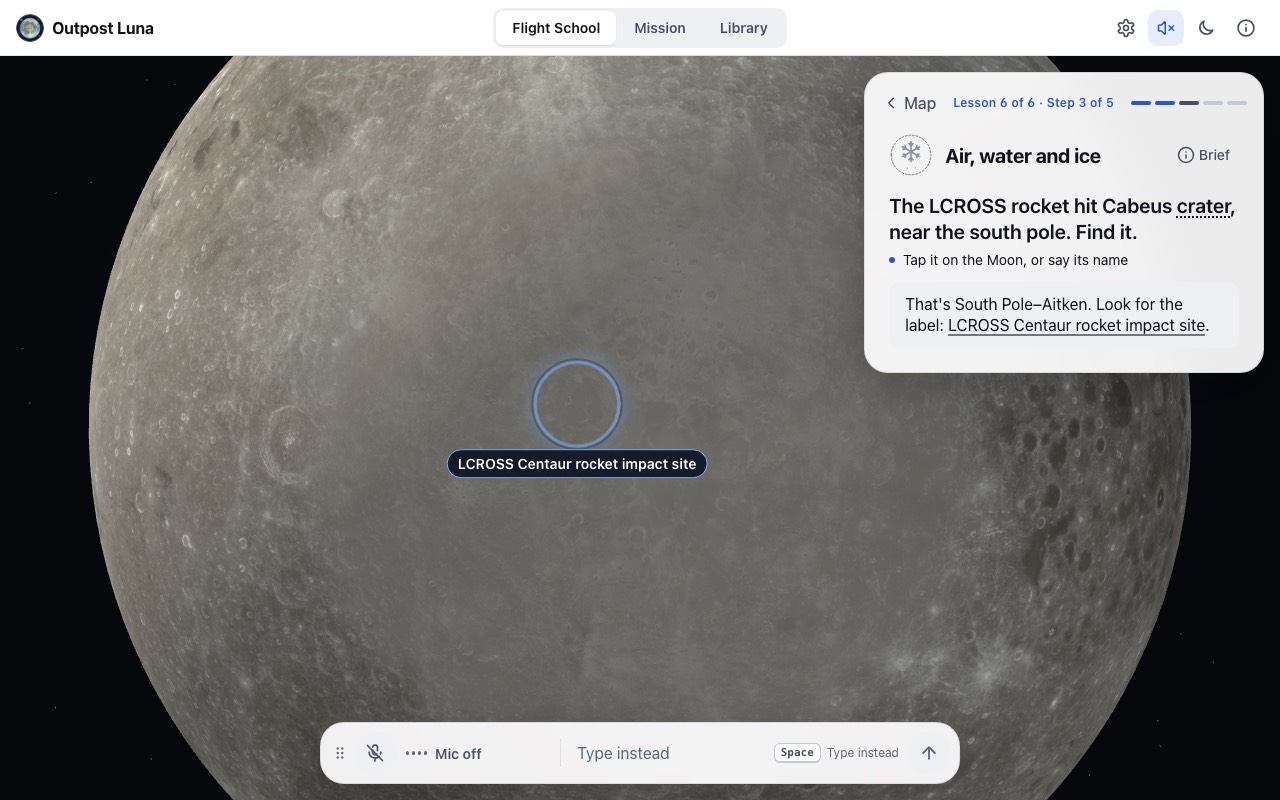 Outpost Luna
Flight School
Mission
Library
Map
Lesson 6 of 6 · Step 3 of 5
Air, water and ice
Brief
The LCROSS rocket hit Cabeus crater,
near the south pole. Find it.
Tap it on the Moon, or say its name
That's South Pole–Aitken. Look for the
label: LCROSS Centaur rocket impact site.
LCROSS Centaur rocket impact site
Mic off
Type instead
Space
Type instead